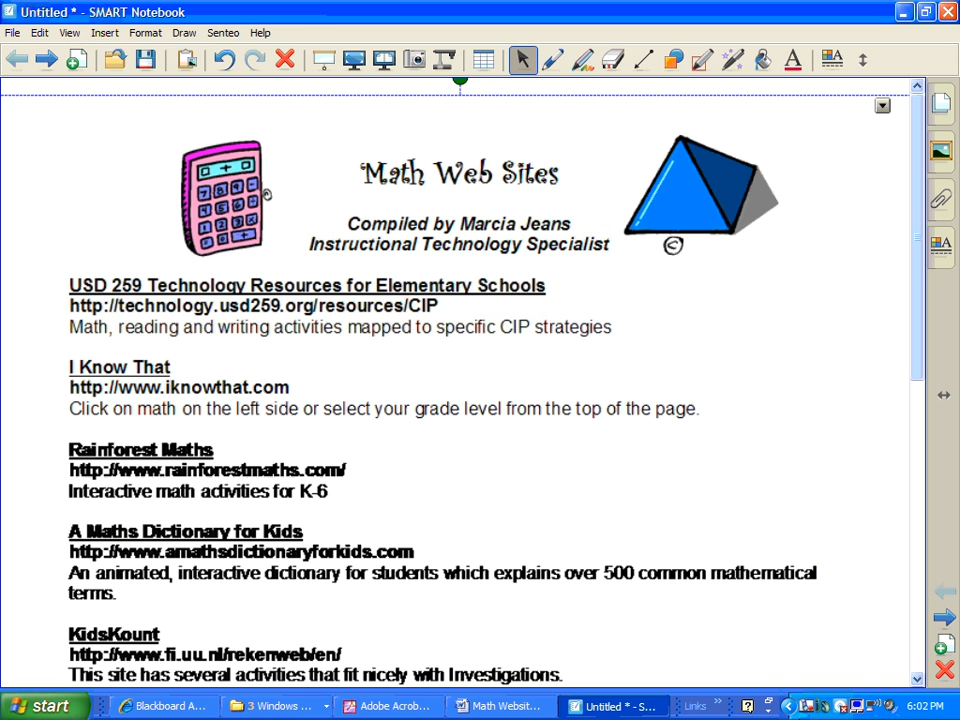 Untitled * - SMART Notebook
File Edit View Insert Format Draw Senteo Help
Math Web Sites
Compiled by Marcia Jeans
Instructional Technology Specialist
USD 259 Technology Resources for Elementary Schools
http://technology.usd259.org/resources/CIP
Math, reading and writing activities mapped to specific CIP strategies
I Know That
http://www.iknowthat.com
Click on math on the left side or select your grade level from the top of the page.
Rainforest Maths
http://www.rainforestmaths.com/
Interactive math activities for K-6
A Maths Dictionary for Kids
http://www.amathsdictionaryforkids.com
An animated, interactive dictionary for students which explains over 500 common mathematical
terms.
KidsKount
http://www.fi.uu.nl/rekenweb/en/
This site has several activities that fit nicely with Investigations.
start Blackboard A... 3 Windows ... Adobe Acrob... Math Websit... Untitled * - S... Links » 6:02 PM